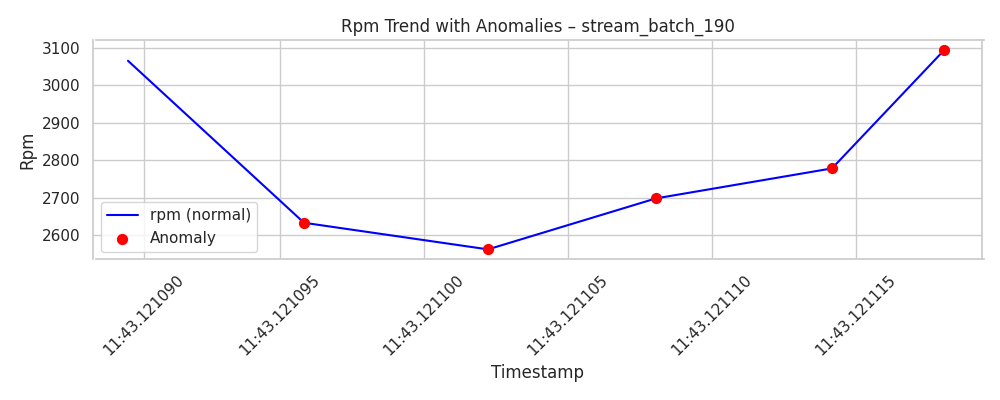 Rpm Trend with Anomalies – stream_batch_190
Rpm
3100
3000
2900
2800
2700
2600
rpm (normal)
Anomaly
11:43.121090
11:43.121095
11:43.121100
11:43.121105
11:43.121110
11:43.121115
Timestamp